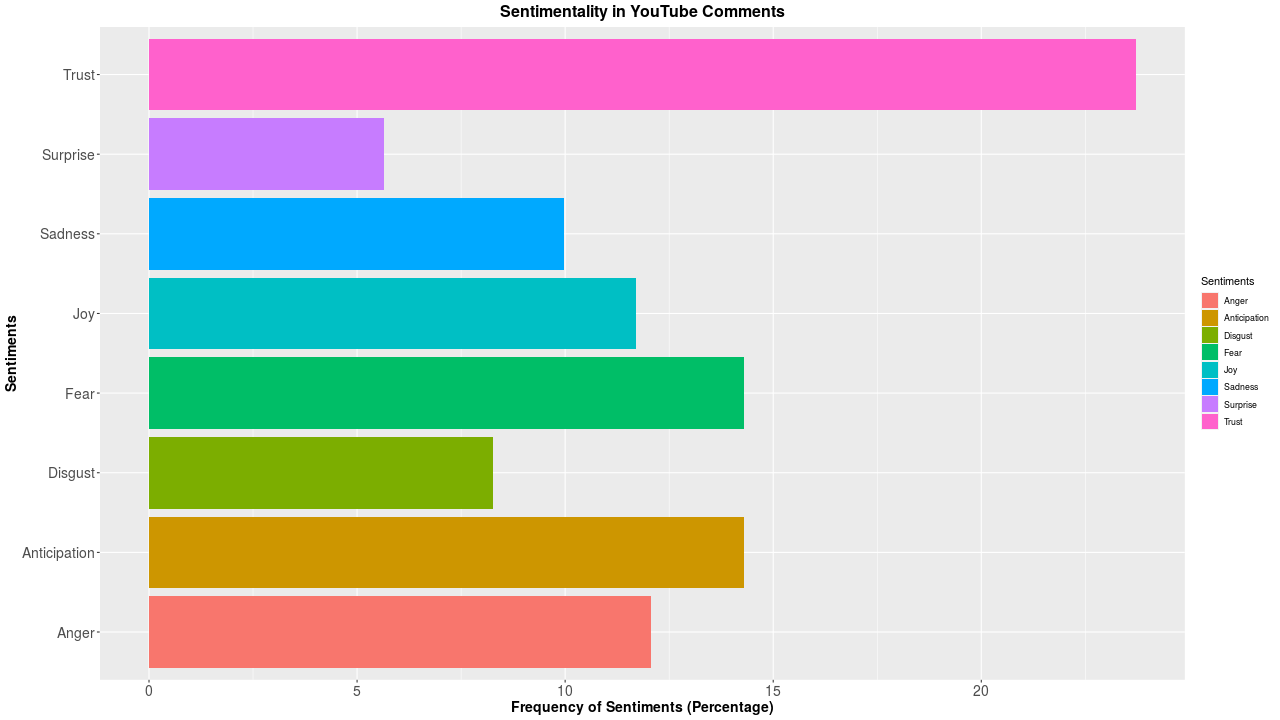 Sentimentality in YouTube Comments
Sentiments
Trust
Surprise
Sadness
Joy
Fear
Disgust
Anticipation
Anger
0 5 10 15 20
Frequency of Sentiments (Percentage)
Sentiments
Anger
Anticipation
Disgust
Fear
Joy
Sadness
Surprise
Trust